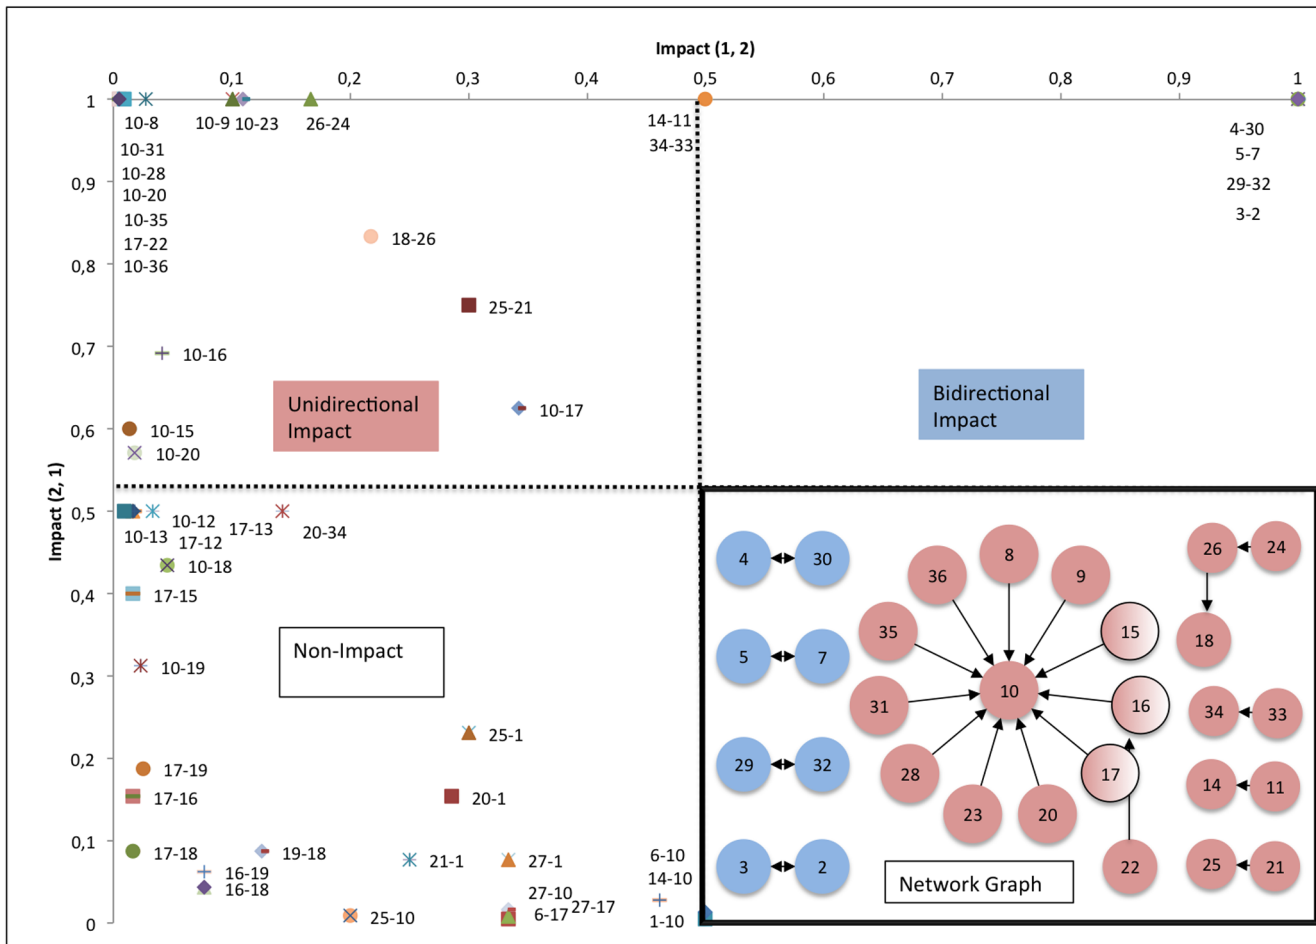 Impact (1, 2)
0 0,1 0,2 0,3 0,4 0,5 0,6 0,7 0,8 0,9 1
1
10-8 10-9 10-23 26-24 14-11 4-30
34-33
10-31 5-7
10-28
0,9 29-32
10-20
10-35 3-2
17-22
18-26
0,8 10-36
25-21
0,7
10-16
Unidirectional
Impact
Bidirectional
Impact
10-17
0,6 10-15
10-20
Impact (2, 1)
0,5
10-13 10-12 17-13 20-34
17-12
10-18
0,4 17-15
Non-Impact
0,3 10-19
25-1
0,2
17-19
17-16 20-1
0,1
17-18 19-18 21-1 27-1 6-10
16-19 14-10
16-18 27-10
27-17
25-10 6-17 1-10
0
4 30
5 7
29 32
3 2
36 8 9
35 15
31 10 16
28 17
23 20
22
26 24
18
34 33
14 11
25 21
Network Graph